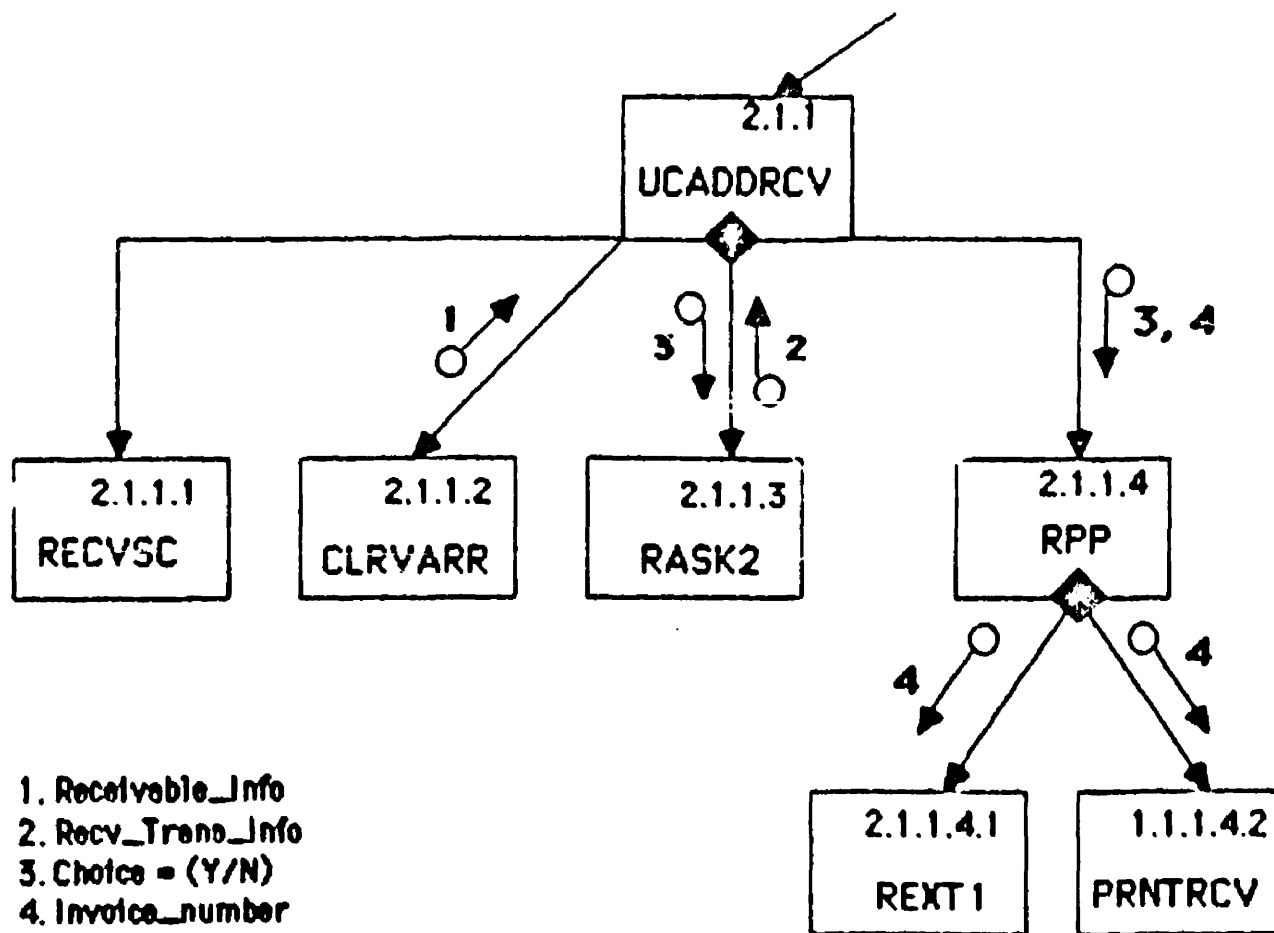 2.1.1
UCADDRCV
1
3
2
3, 4
2.1.1.1
RECVSC
2.1.1.2
CLRVARR
2.1.1.3
RASK2
2.1.1.4
RPP
4
4
2.1.1.4.1
REXT1
1.1.1.4.2
PRNTRCV
1. Receivable_Info
2. Recv_Trans_Info
3. Choice = (Y/N)
4. Invoice_number